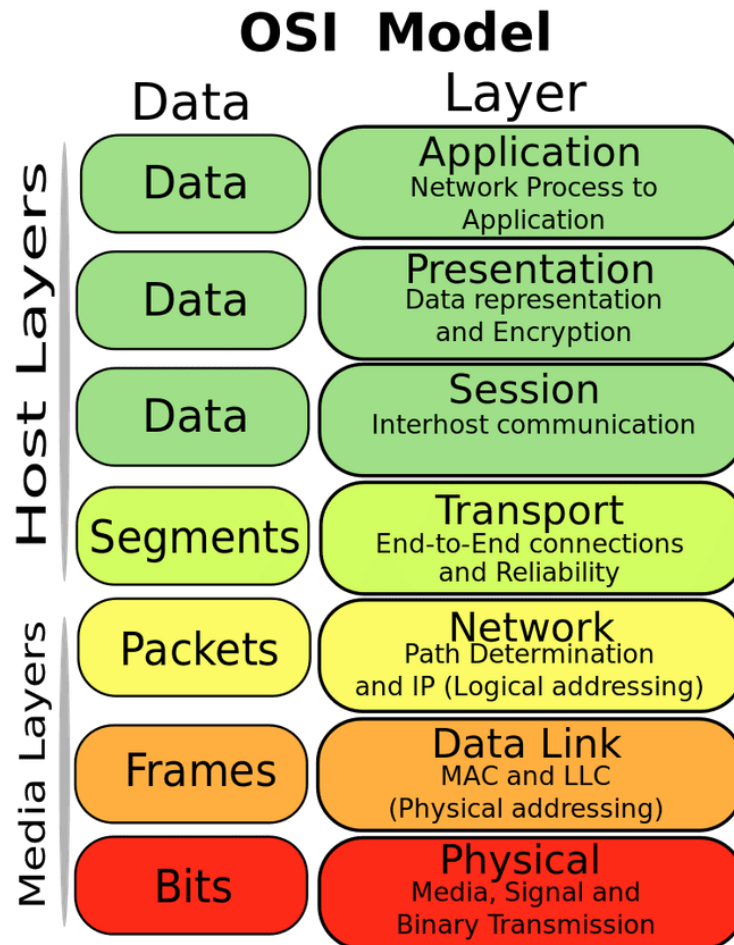 OSI Model
Data
Layer
Host Layers
Data
Application
Network Process to
Application
Data
Presentation
Data representation
and Encryption
Data
Session
Interhost communication
Segments
Transport
End-to-End connections
and Reliability
Media Layers
Packets
Network
Path Determination
and IP (Logical addressing)
Frames
Data Link
MAC and LLC
(Physical addressing)
Bits
Physical
Media, Signal and
Binary Transmission